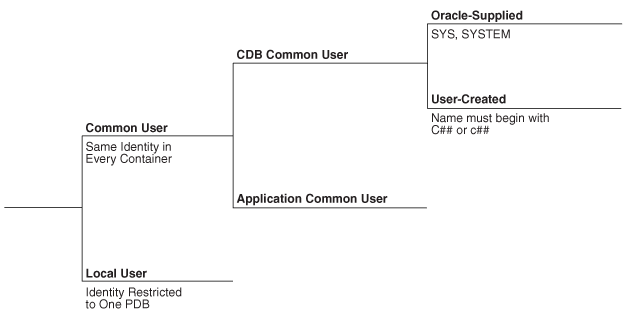 Oracle-Supplied
SYS, SYSTEM
CDB Common User
User-Created
Name must begin with
C## or c##
Common User
Same Identity in
Every Container
Application Common User
Local User
Identity Restricted
to One PDB